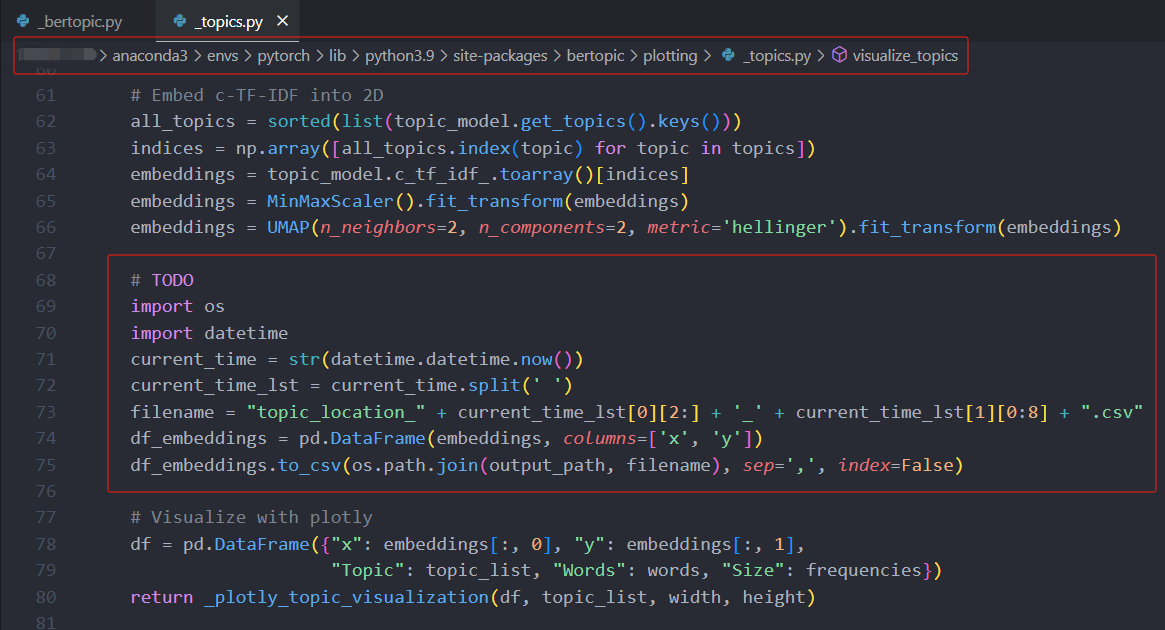 _bertopic.py _topics.py ×
> anaconda3 > envs > pytorch > lib > python3.9 > site-packages > bertopic > plotting > _topics.py > visualize_topics
60
61 # Embed c-TF-IDF into 2D
62 all_topics = sorted(list(topic_model.get_topics().keys()))
63 indices = np.array([all_topics.index(topic) for topic in topics])
64 embeddings = topic_model.c_tf_idf_.toarray()[indices]
65 embeddings = MinMaxScaler().fit_transform(embeddings)
66 embeddings = UMAP(n_neighbors=2, n_components=2, metric='hellinger').fit_transform(embeddings)
67
68 # TODO
69 import os
70 import datetime
71 current_time = str(datetime.datetime.now())
72 current_time_lst = current_time.split(' ')
73 filename = "topic_location_" + current_time_lst[0][2:] + '_' + current_time_lst[1][0:8] + ".csv"
74 df_embeddings = pd.DataFrame(embeddings, columns=['x', 'y'])
75 df_embeddings.to_csv(os.path.join(output_path, filename), sep=',', index=False)
76
77 # Visualize with plotly
78 df = pd.DataFrame({"x": embeddings[:, 0], "y": embeddings[:, 1],
79 "Topic": topic_list, "Words": words, "Size": frequencies})
80 return _plotly_topic_visualization(df, topic_list, width, height)
81